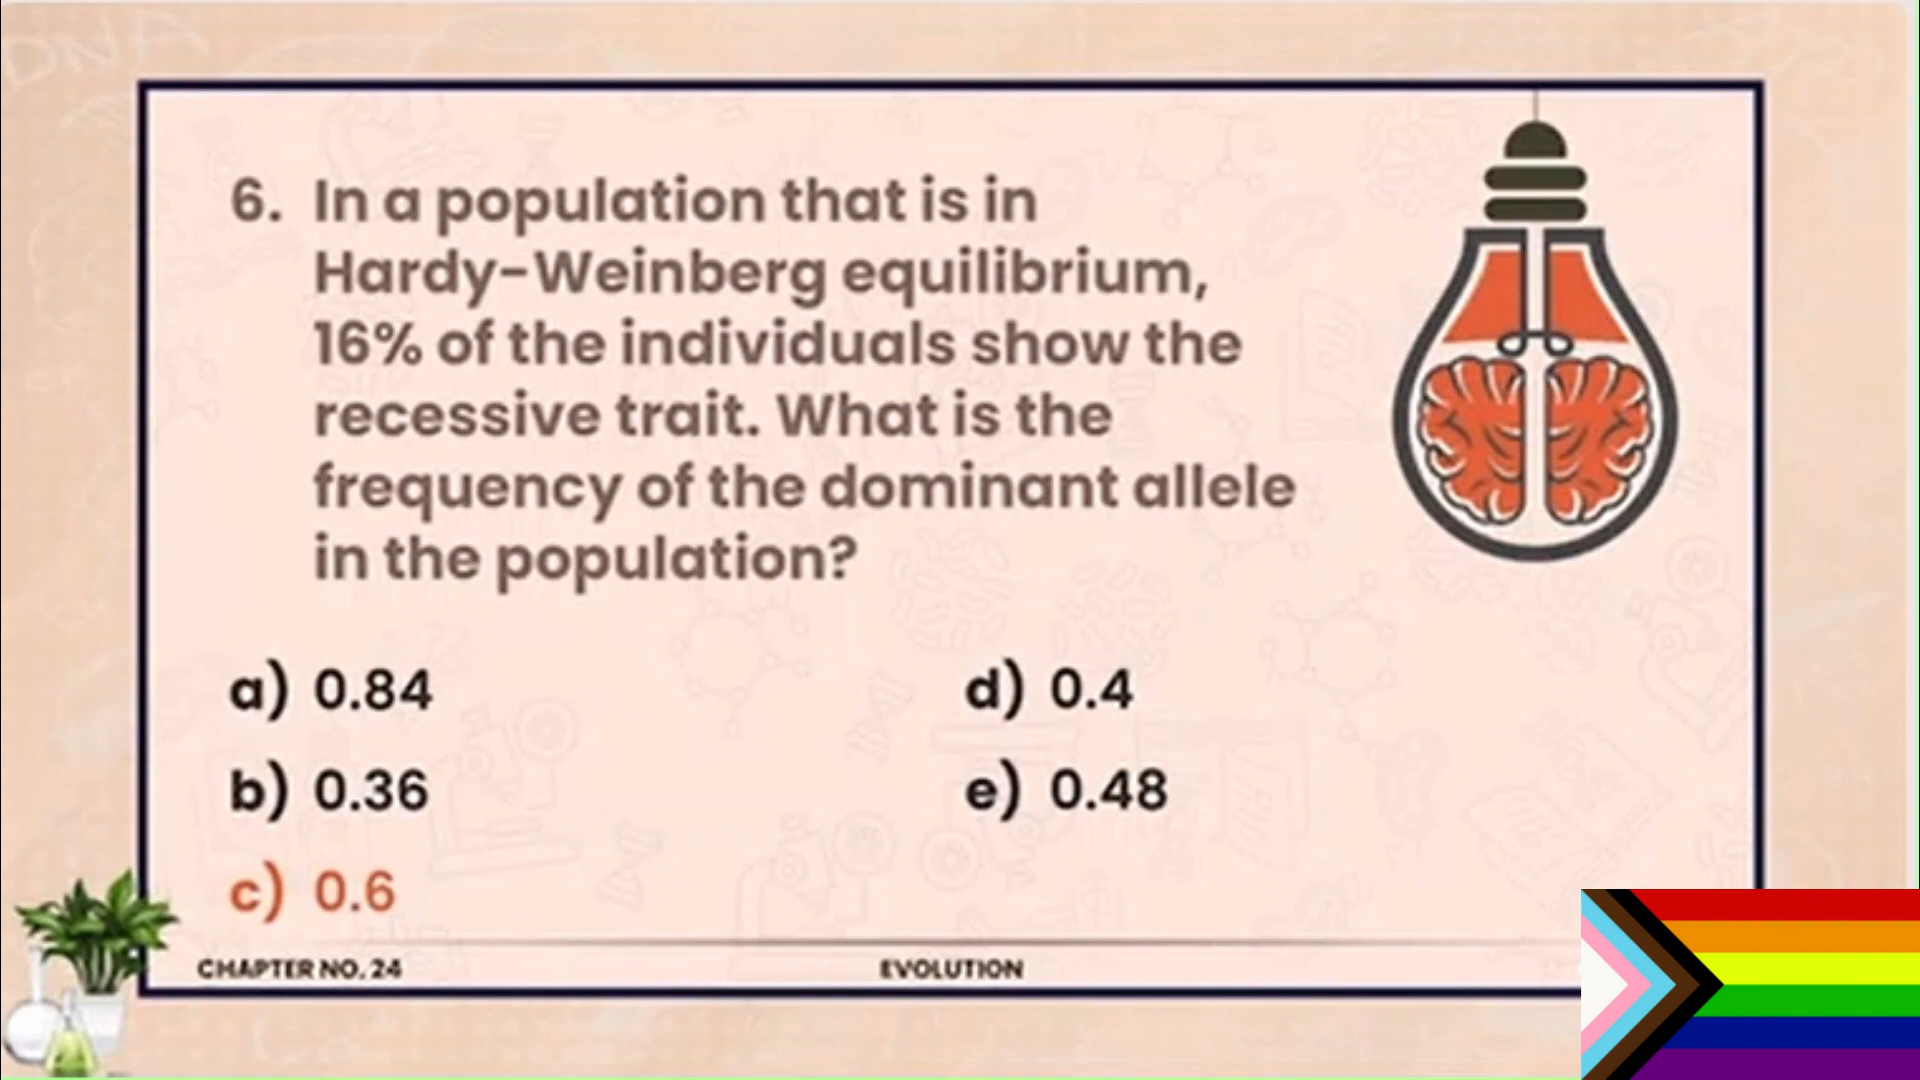 DNA
6. In a population that is in
Hardy-Weinberg equilibrium,
16% of the individuals show the
recessive trait. What is the
frequency of the dominant allele
in the population?
a) 0.84
d) 0.4
b) 0.36
e) 0.48
c) 0.6
CHAPTER NO. 24
EVOLUTION